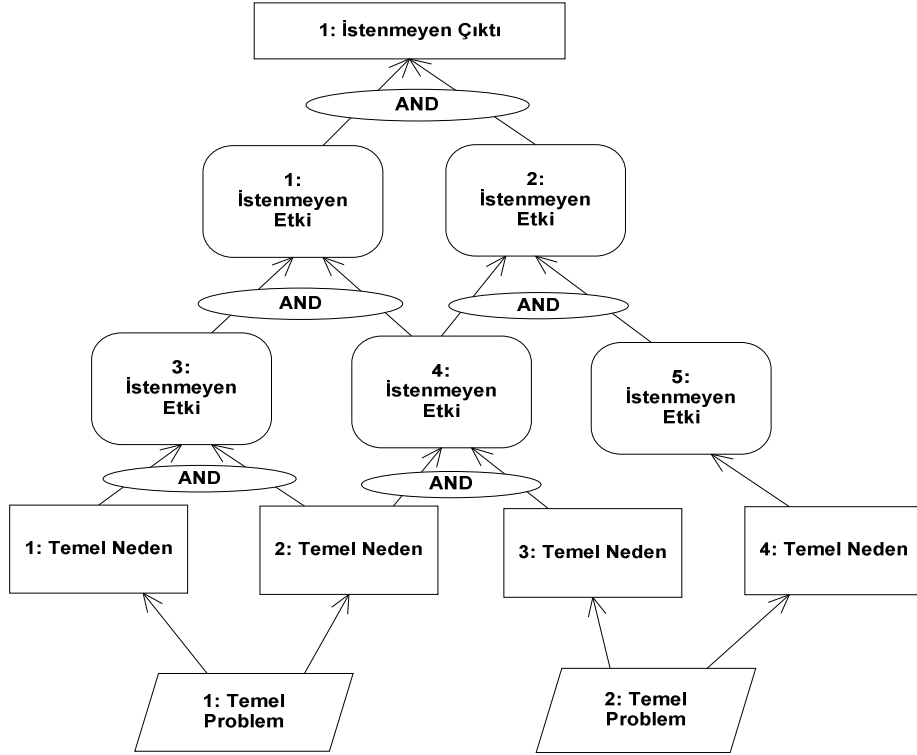 1: İstenmeyen Çıktı
AND
1:
İstenmeyen
Etki
2:
İstenmeyen
Etki
AND
AND
3:
İstenmeyen
Etki
4:
İstenmeyen
Etki
5:
İstenmeyen
Etki
AND
AND
1: Temel Neden
2: Temel Neden
3: Temel Neden
4: Temel Neden
1: Temel
Problem
2: Temel
Problem